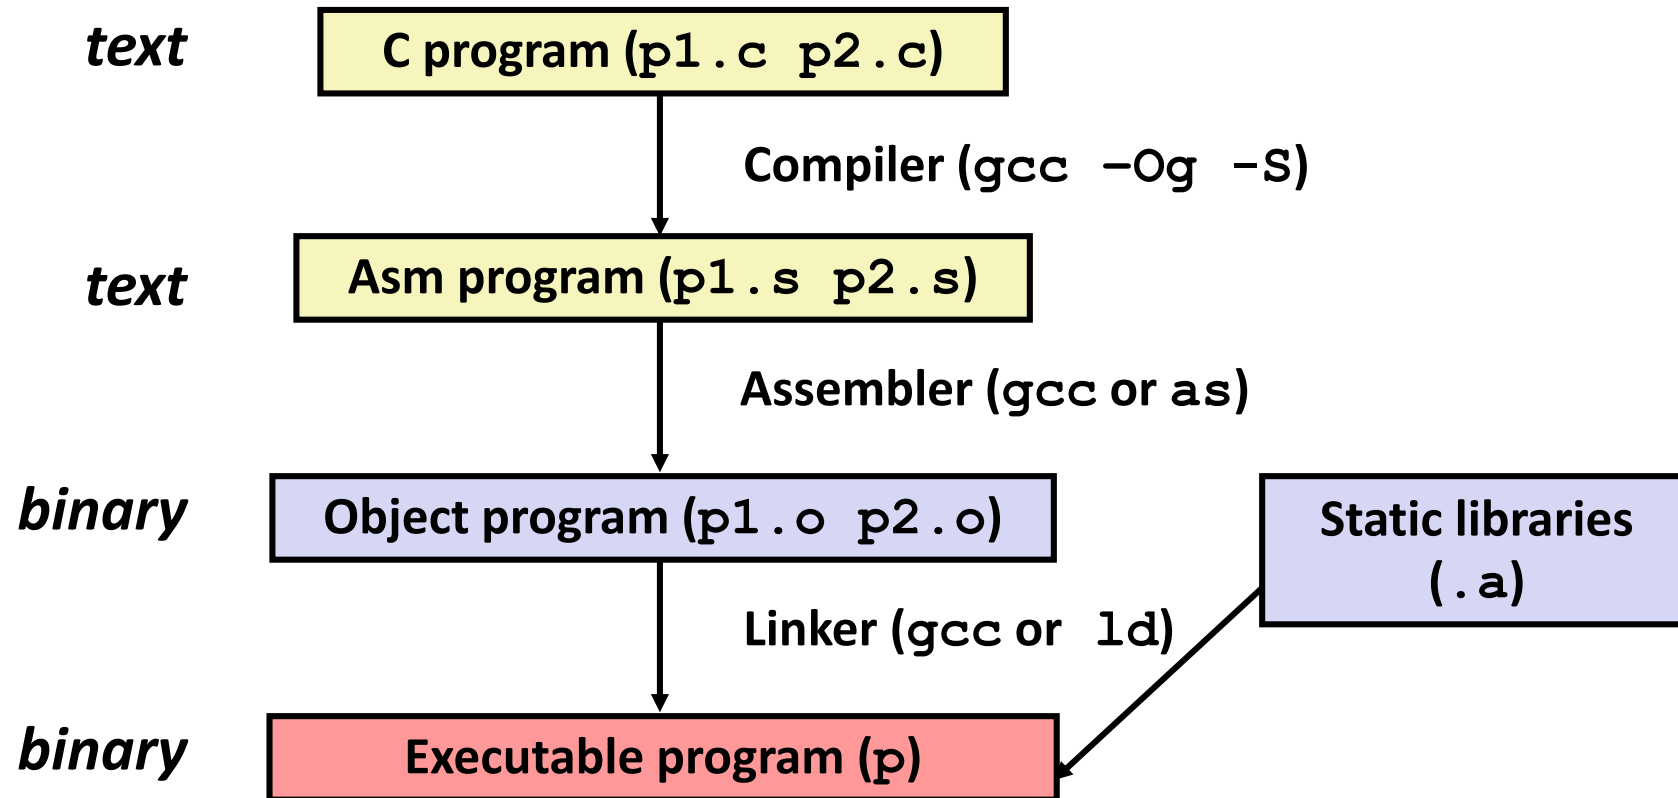 text
C program (p1.c p2.c)
Compiler (gcc –Og -S)
text
Asm program (p1.s p2.s)
Assembler (gcc or as)
binary
Object program (p1.o p2.o)
Static libraries
(.a)
Linker (gcc or ld)
binary
Executable program (p)